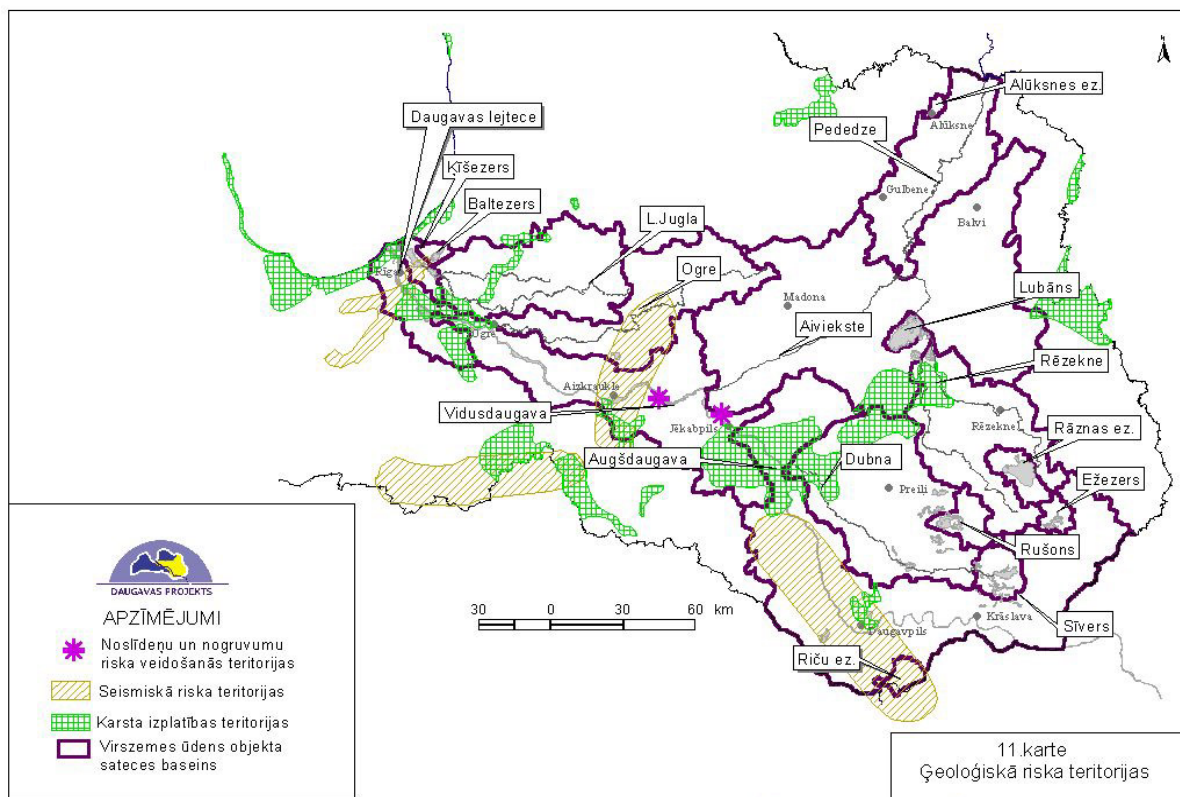 Alūksnes ez.
Daugavas lejtece
Alūksne
Pededze
Ķīšezers
Gulbene
Baltezers
Balvi
L.Jugla
Rīga
Ogre
Lubāns
Madona
Ogre
Aiviekste
Rēzekne
Aizkraukle
Vidusdaugava
Jēkabpils
Rēzekne
Rāznas ez.
Augšdaugava
Dubna
Preiļi
Ežezers
Rušons
DAUGAVAS PROJEKTS
30 0 30 60 km
APZĪMĒJUMI
Krāslava
Sīvers
Daugavpils
Noslīdeņu un nogruvumu
riska veidošanās teritorijas
Riču ez.
Seismiskā riska teritorijas
Karsta izplatības teritorijas
Virszemes ūdens objekta
sateces baseins
11.karte
Ģeoloģiskā riska teritorijas